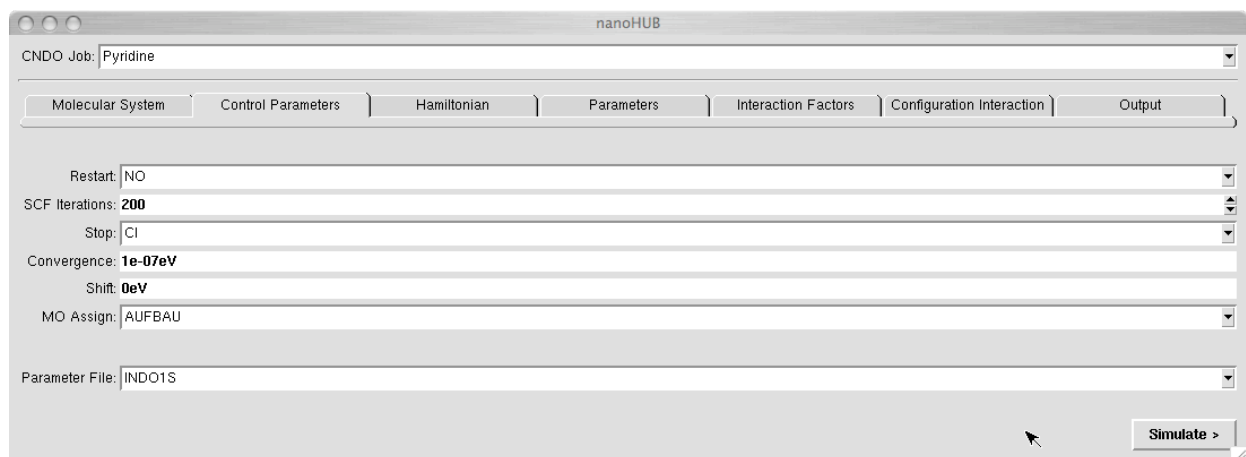 nanoHUB
CNDO Job: Pyridine
Molecular System Control Parameters Hamiltonian Parameters Interaction Factors Configuration Interaction Output
Restart: NO
SCF Iterations: 200
Stop: CI
Convergence: 1e-07eV
Shift: 0eV
MO Assign: AUFBAU
Parameter File: INDO1S
Simulate >